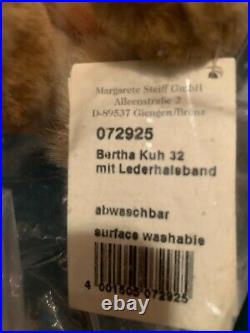 Margarete Steiff GmbH
Alleenstraße 2
D-89537 Giengen/Brenz
072925
Bertha Kuh 32
mit Lederhalsband
abwaschbar
surface washable
4 001505 072925